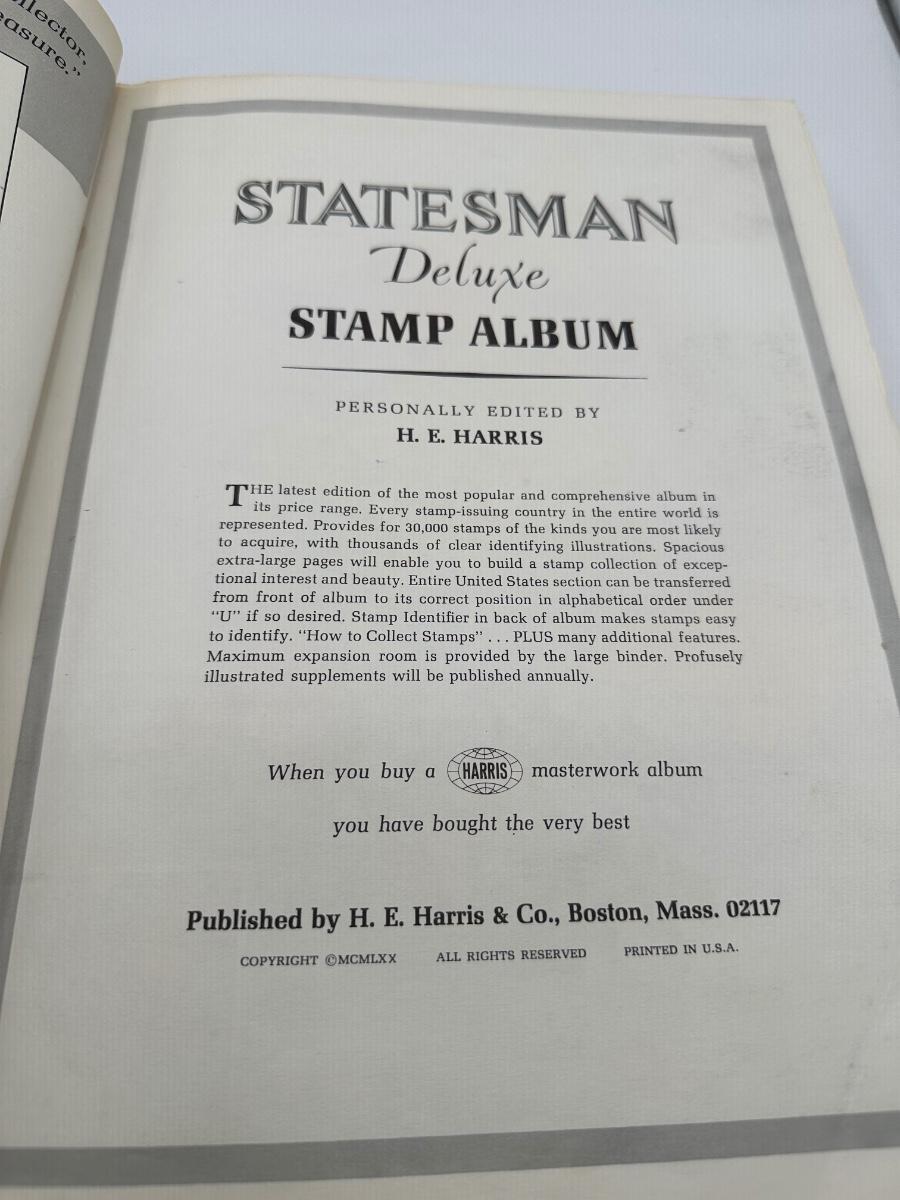 easure."
STATESMAN
Deluxe
STAMP ALBUM
PERSONALLY EDITED BY
H. E. HARRIS
THE latest edition of the most popular and comprehensive album in
its price range. Every stamp-issuing country in the entire world is
represented. Provides for 30,000 stamps of the kinds you are most likely
to acquire, with thousands of clear identifying illustrations. Spacious
extra-large pages will enable you to build a stamp collection of excep-
tional interest and beauty. Entire United States section can be transferred
from front of album to its correct position in alphabetical order under
"U" if so desired. Stamp Identifier in back of album makes stamps easy
to identify. "How to Collect Stamps" . . . PLUS many additional features.
Maximum expansion room is provided by the large binder. Profusely
illustrated supplements will be published annually.
When you buy a HARRIS masterwork album
you have bought the very best
Published by H. E. Harris & Co., Boston, Mass. 02117
COPYRIGHT ©MCMLXX ALL RIGHTS RESERVED PRINTED IN U.S.A.